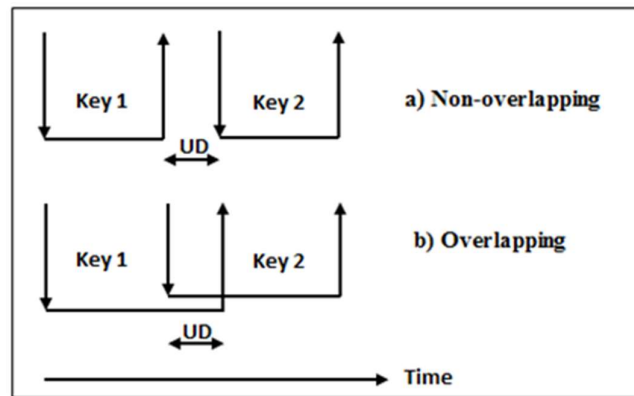 Key 1
Key 2
a) Non-overlapping
UD
Key 1
Key 2
b) Overlapping
UD
Time